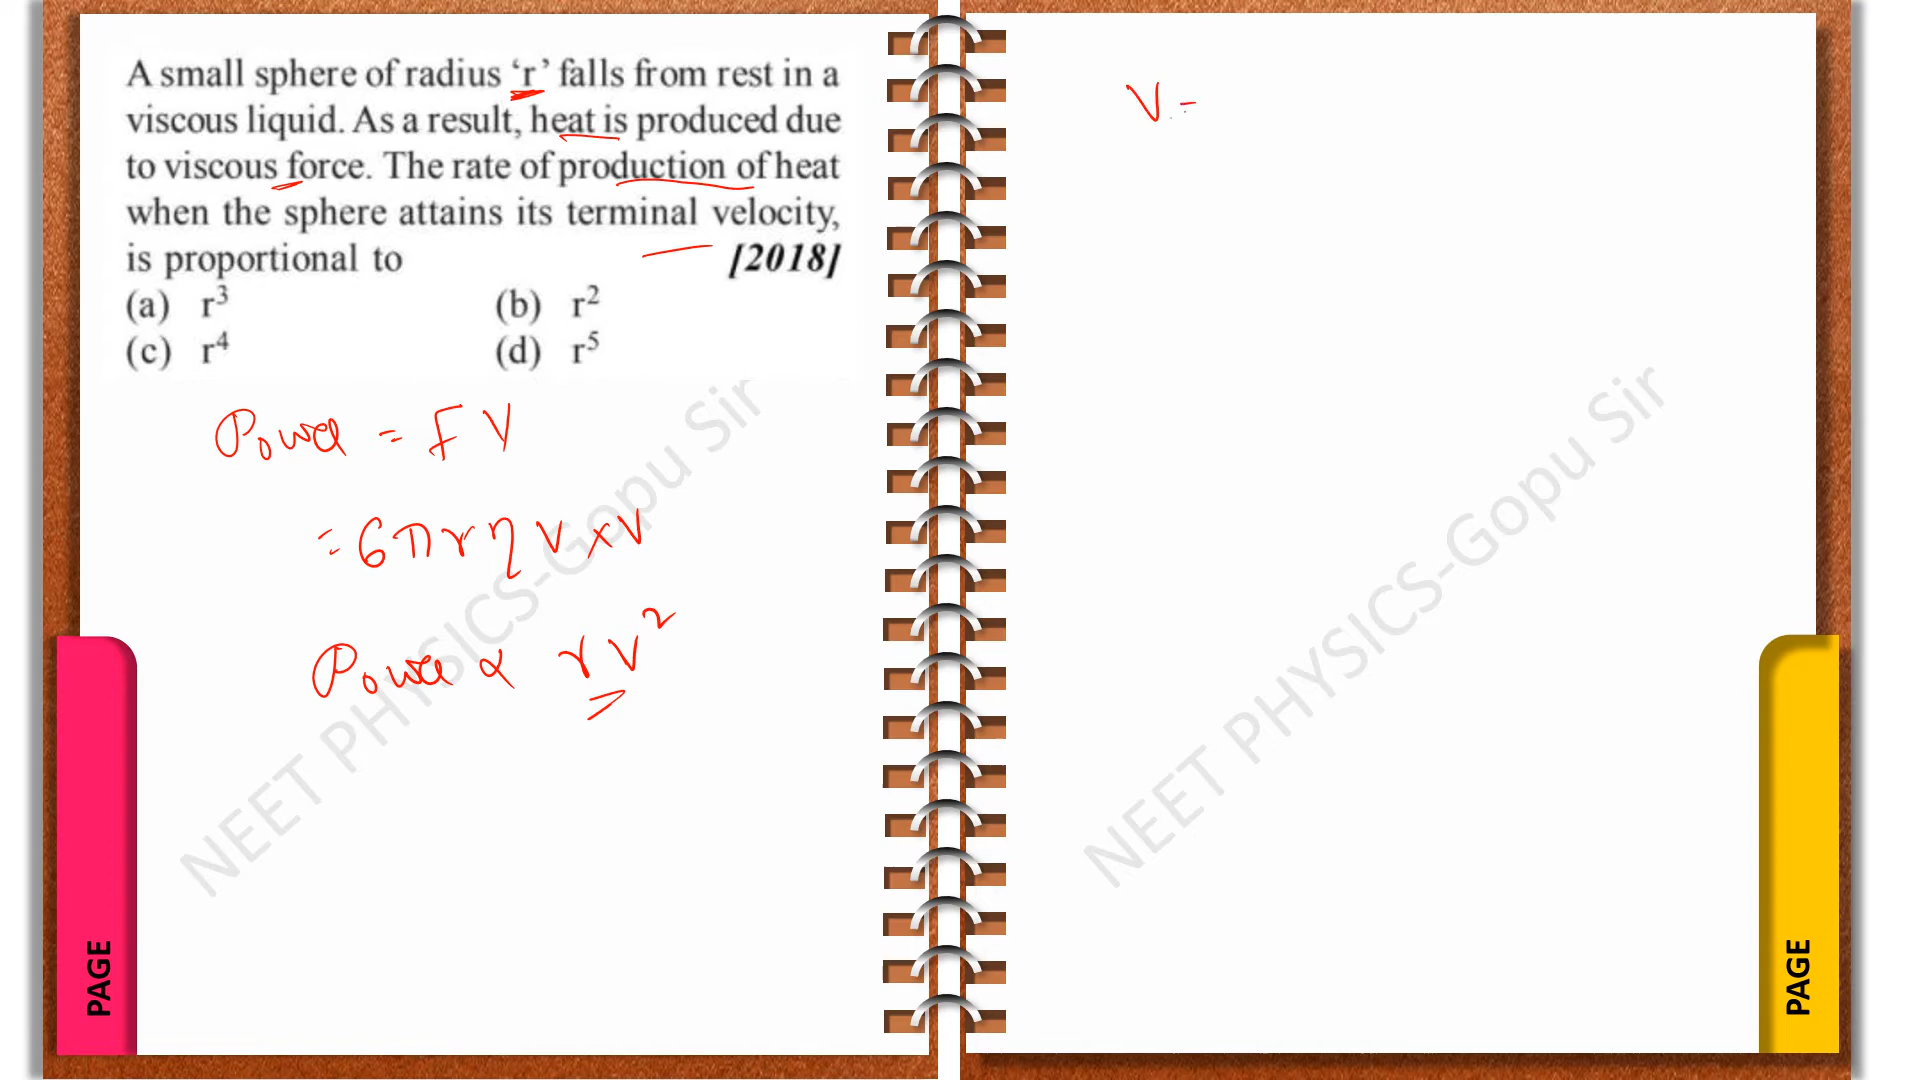 A small sphere of radius ‘r’ falls from rest in a
viscous liquid. As a result, heat is produced due
to viscous force. The rate of production of heat
when the sphere attains its terminal velocity,
is proportional to [2018]
(a) r³ (b) r²
(c) r⁴ (d) r⁵
Power = F V
= 6 π r η v × v
Power ∝ r v²
NEET PHYSICS-Gopu Sir
PAGE
V =
NEET PHYSICS-Gopu Sir
PAGE